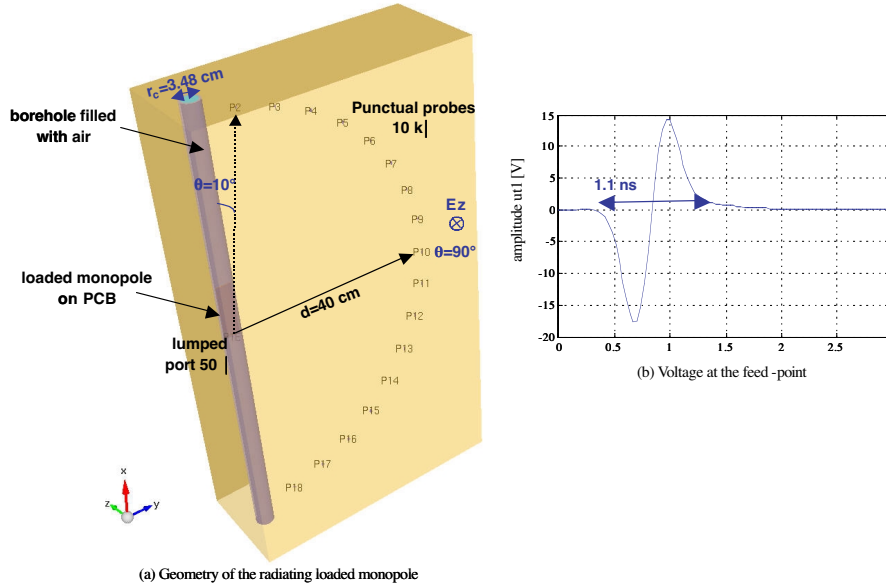 r_c=3.48 cm
borehole filled
with air
P2
P3
P4
P5
P6
P7
P8
P9
P10
P11
P12
P13
P14
P15
P16
P17
P18
Punctual probes
10 k|
θ=10°
Ez
⊗
θ=90°
loaded monopole
on PCB
d=40 cm
lumped
port 50 |
x
z
y
(a) Geometry of the radiating loaded monopole
amplitude ut1 [V]
15
10
5
0
-5
-10
-15
-20
1.1 ns
0 0.5 1 1.5 2 2.5
(b) Voltage at the feed -point